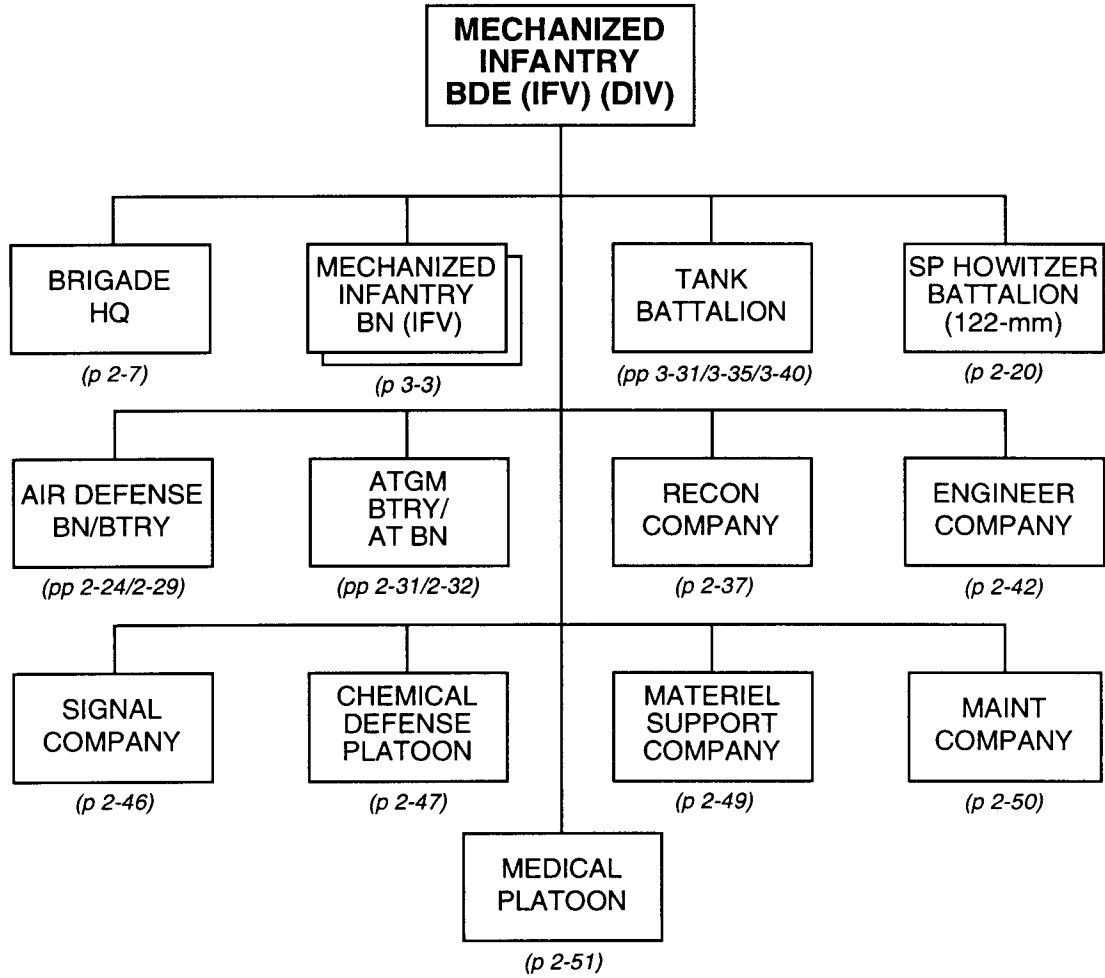 MECHANIZED
INFANTRY
BDE (IFV) (DIV)
BRIGADE
HQ
(p 2-7)
MECHANIZED
INFANTRY
BN (IFV)
(p 3-3)
TANK
BATTALION
(pp 3-31/3-35/3-40)
SP HOWITZER
BATTALION
(122-mm)
(p 2-20)
AIR DEFENSE
BN/BTRY
(pp 2-24/2-29)
ATGM
BTRY/
AT BN
(pp 2-31/2-32)
RECON
COMPANY
(p 2-37)
ENGINEER
COMPANY
(p 2-42)
SIGNAL
COMPANY
(p 2-46)
CHEMICAL
DEFENSE
PLATOON
(p 2-47)
MATERIEL
SUPPORT
COMPANY
(p 2-49)
MAINT
COMPANY
(p 2-50)
MEDICAL
PLATOON
(p 2-51)